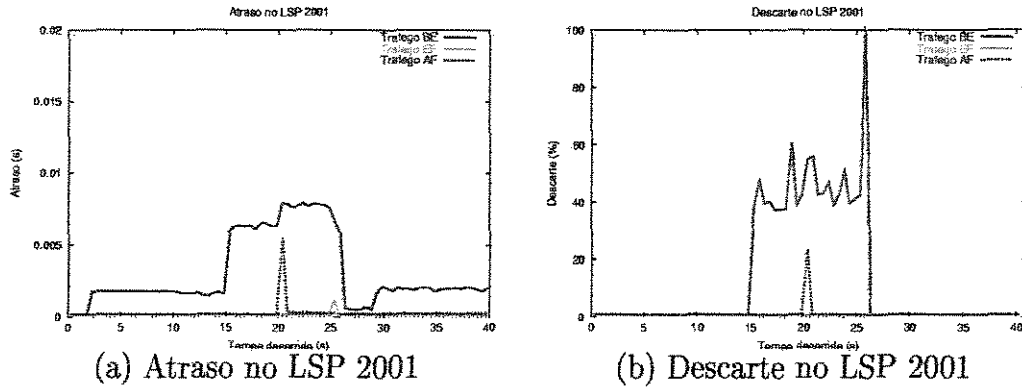 Atraso no LSP 2001
0.02
0.015
0.01
0.005
0
Atraso (s)
Trafego BE
Trafego EF
Trafego AF
0 5 10 15 20 25 30 35 40
Tempo decorrido (s)
(a) Atraso no LSP 2001
Descarte no LSP 2001
100
80
60
40
20
0
Descarte (%)
Trafego BE
Trafego EF
Trafego AF
0 5 10 15 20 25 30 35 40
Tempo decorrido (s)
(b) Descarte no LSP 2001